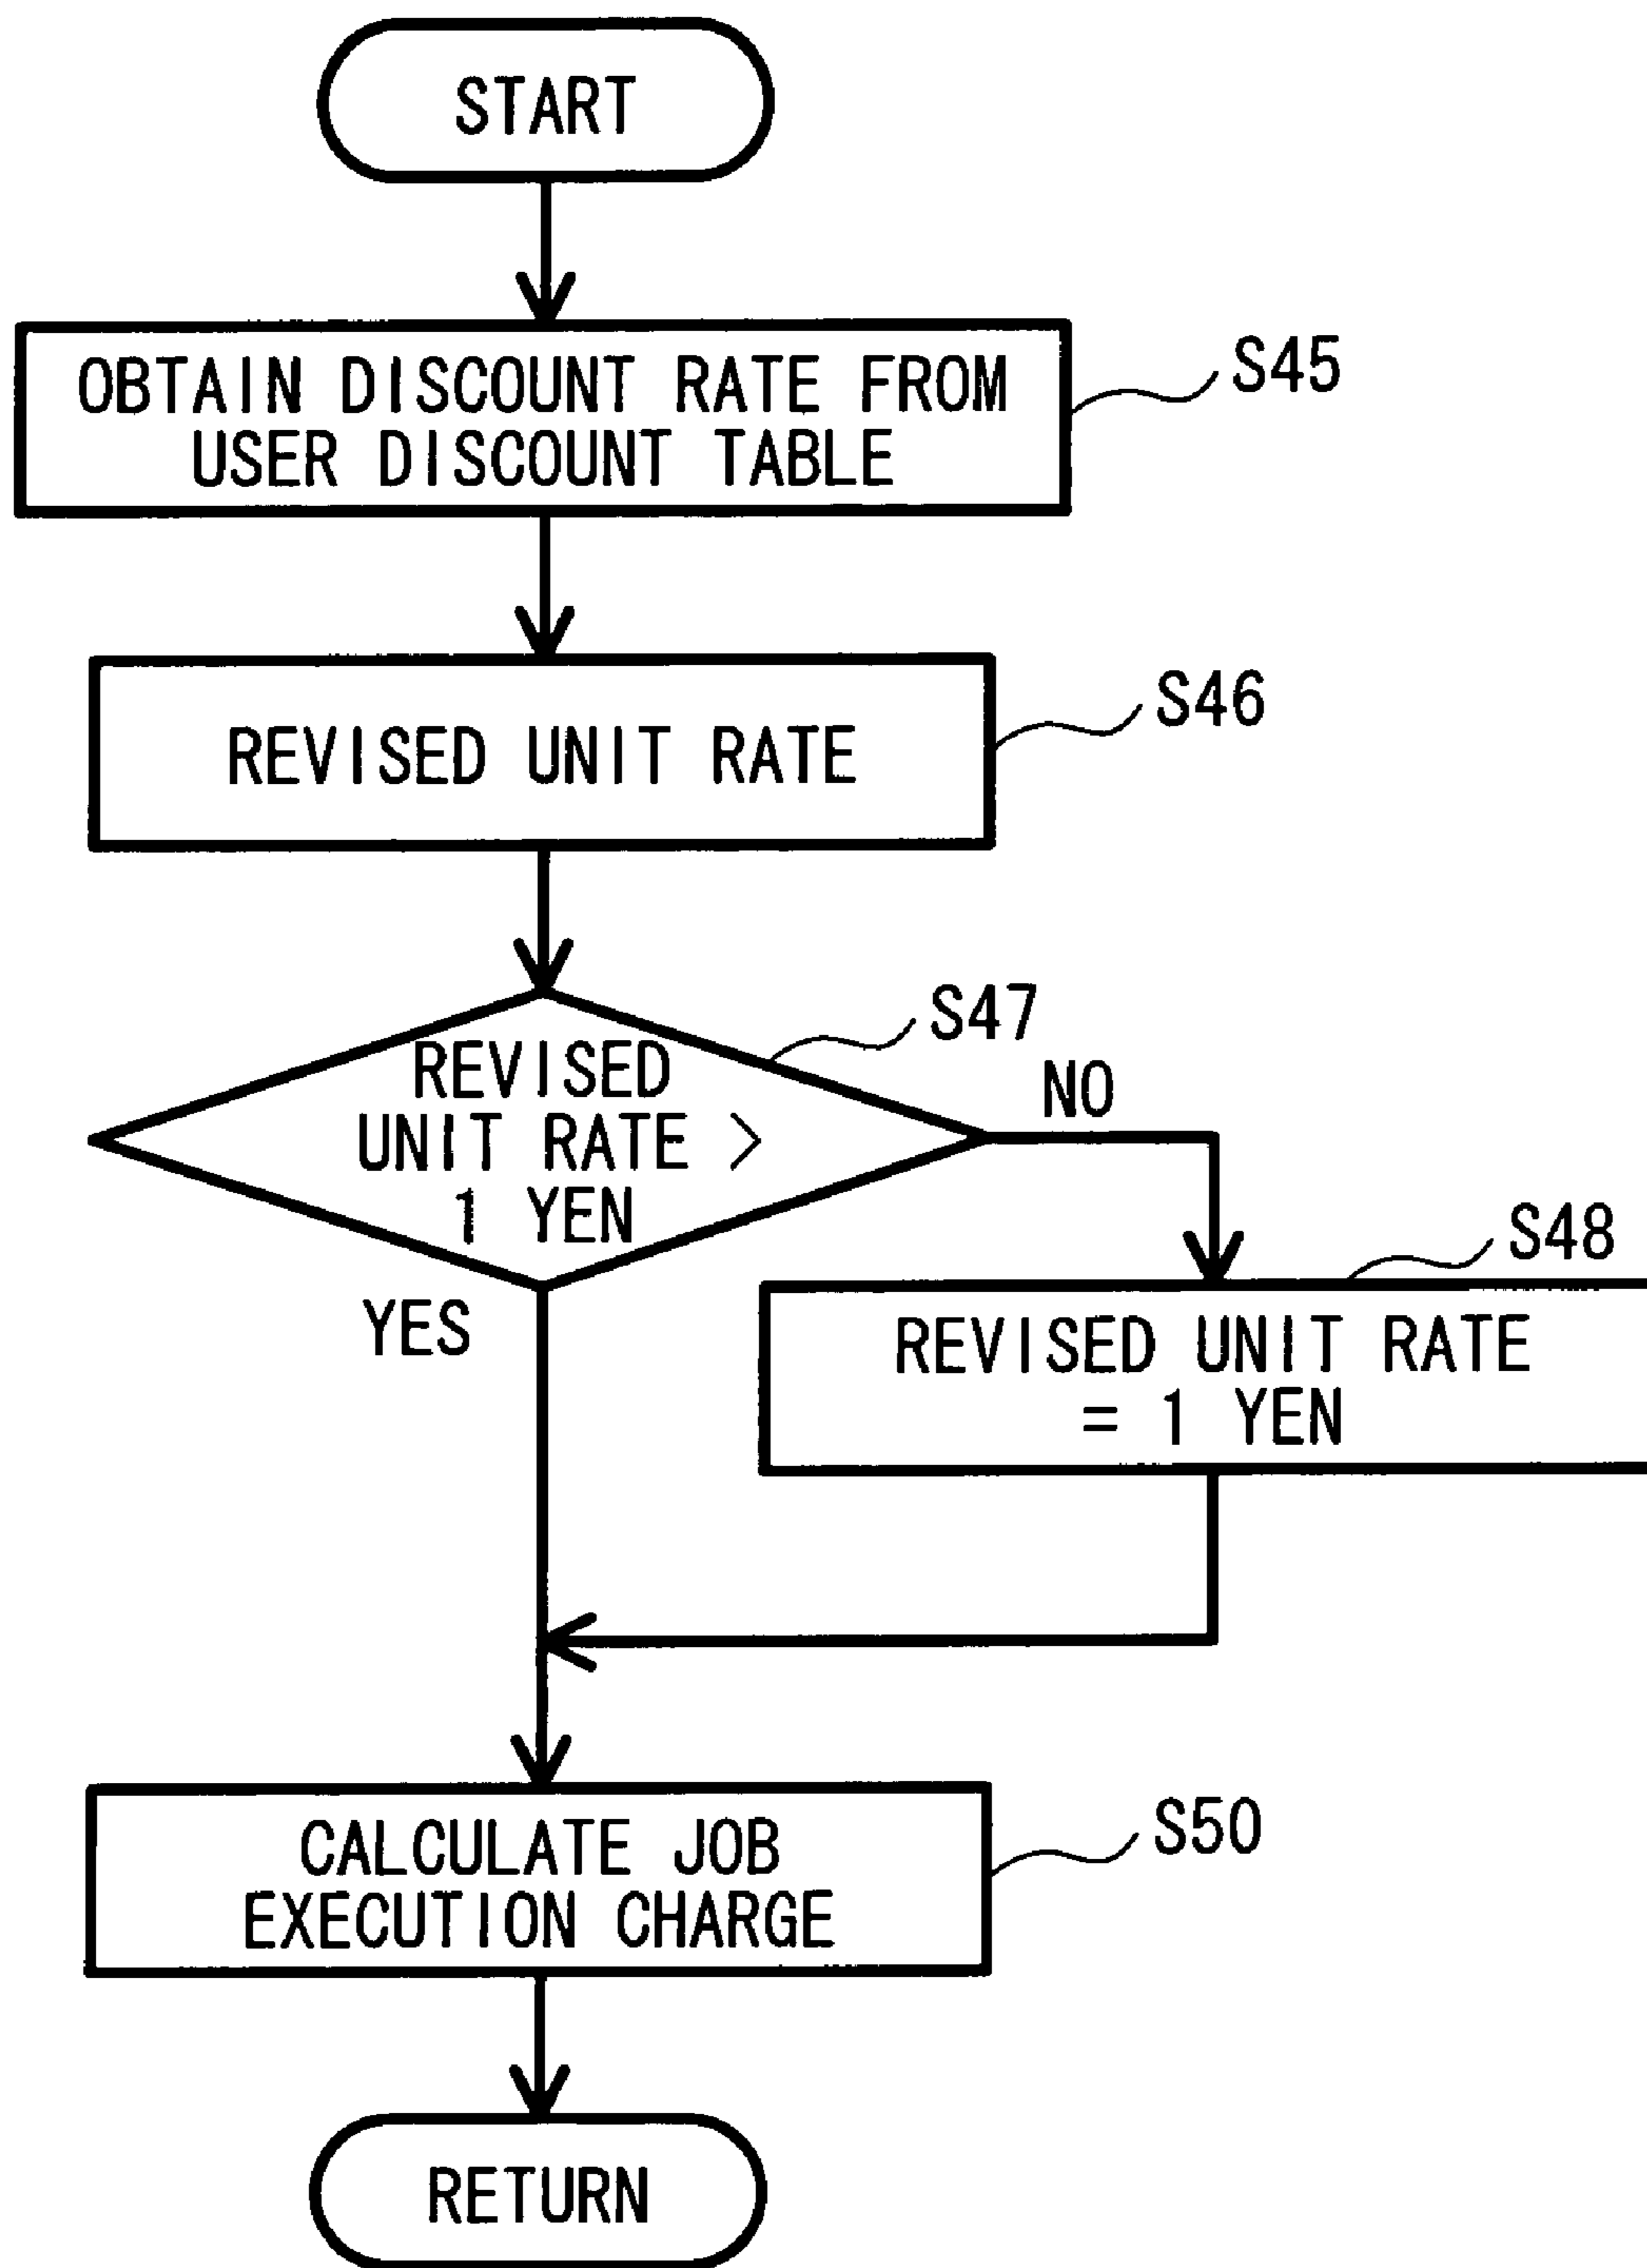 START
OBTAIN DISCOUNT RATE FROM
USER DISCOUNT TABLE
S45
REVISED UNIT RATE
S46
REVISED
UNIT RATE >
1 YEN
S47
NO
YES
REVISED UNIT RATE
= 1 YEN
S48
CALCULATE JOB
EXECUTION CHARGE
S50
RETURN